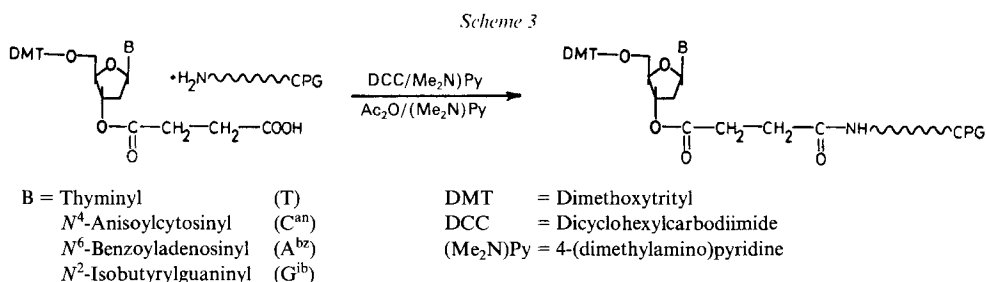 Scheme 3
DMT—O B
O
O—C—CH2—CH2—COOH
O
+H2N CPG
DCC/Me2N)Py
Ac2O/(Me2N)Py
DMT—O B
O
O—C—CH2—CH2—C—NH CPG
O O
B = Thyminyl (T)
N4-Anisoylcytosinyl (Can)
N6-Benzoyladenosinyl (Abz)
N2-Isobutyrylguaninyl (Gib)
DMT = Dimethoxytrityl
DCC = Dicyclohexylcarbodiimide
(Me2N)Py = 4-(dimethylamino)pyridine